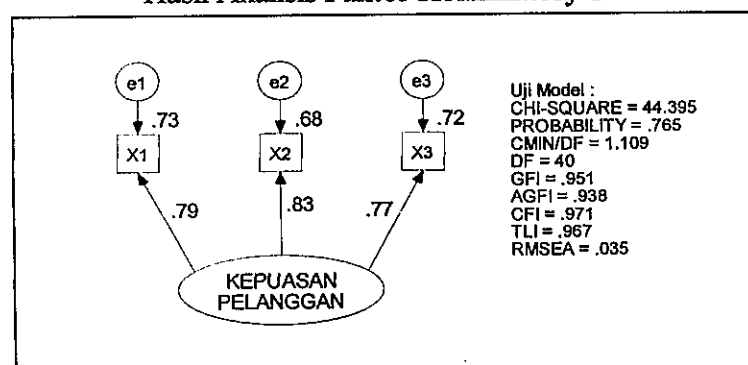 e1
e2
e3
.73
.68
.72
X1
X2
X3
.79
.83
.77
KEPUASAN
PELANGGAN
Uji Model :
CHI-SQUARE = 44.395
PROBABILITY = .765
CMIN/DF = 1.109
DF = 40
GFI = .951
AGFI = .938
CFI = .971
TLI = .967
RMSEA = .035